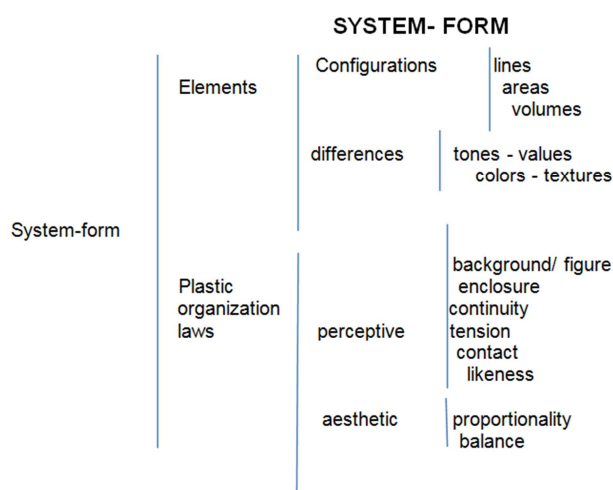 SYSTEM- FORM
System-form
Elements
Configurations
lines
areas
volumes
differences
tones - values
colors - textures
Plastic
organization
laws
perceptive
background/ figure
enclosure
continuity
tension
contact
likeness
aesthetic
proportionality
balance